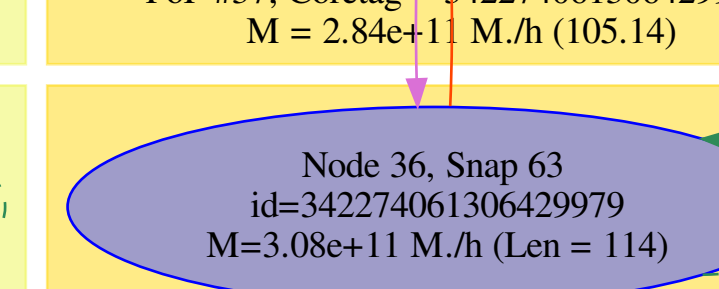 M = 2.84e+11 M./h (105.14)
Node 36, Snap 63
id=342274061306429979
M=3.08e+11 M./h (Len = 114)